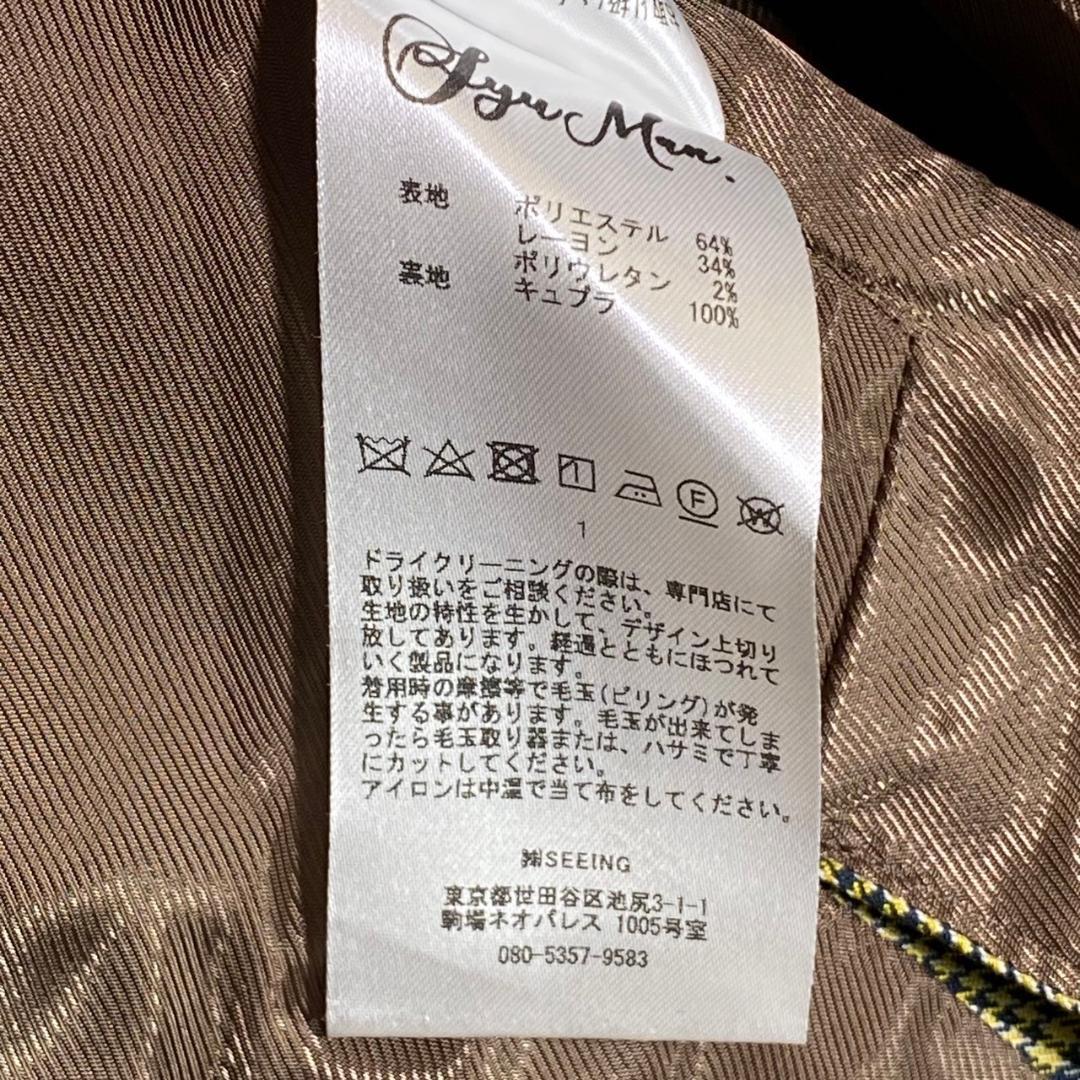 Syu Man.
表地 ポリエステル 64%
レーヨン 34%
ポリウレタン 2%
裏地 キュプラ 100%
1
F
W
1
ドライクリーニングの際は、専門店にて
取り扱いをご相談ください。
生地の特性を生かして、デザイン上切り
放してあります。経過とともにほつれて
いく製品になります。
着用時の摩擦等で毛玉(ピリング)が発
生する事があります。毛玉が出来てしま
ったら毛玉取り器または、ハサミで丁寧
にカットしてください。
アイロンは中温で当て布をしてください。
㈱SEEING
東京都世田谷区池尻3-1-1
駒場ネオパレス 1005号室
080-5357-9583